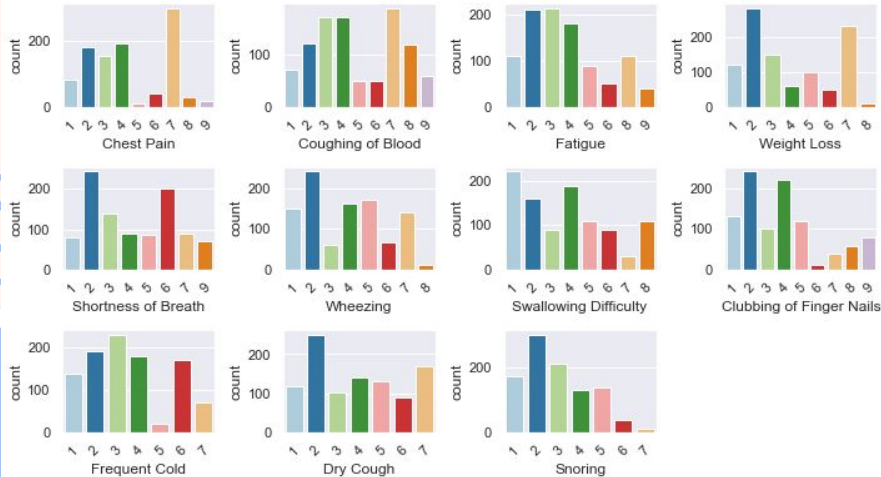 count
200
0
1 2 3 4 5 6 7 8 9
Chest Pain
count
100
0
1 2 3 4 5 6 7 8 9
Coughing of Blood
count
200
100
0
1 2 3 4 5 6 8 9
Fatigue
count
200
100
0
1 2 3 4 5 6 7 8
Weight Loss
count
200
100
0
1 2 3 4 5 6 7 9
Shortness of Breath
count
200
100
0
1 2 3 4 5 6 7 8
Wheezing
count
200
100
0
1 2 3 4 5 6 7 8
Swallowing Difficulty
count
200
100
0
1 2 3 4 5 6 7 8 9
Clubbing of Finger Nails
count
200
100
0
1 2 3 4 5 6 7
Frequent Cold
count
200
100
0
1 2 3 4 5 6 7
Dry Cough
count
200
0
1 2 3 4 5 6 7
Snoring